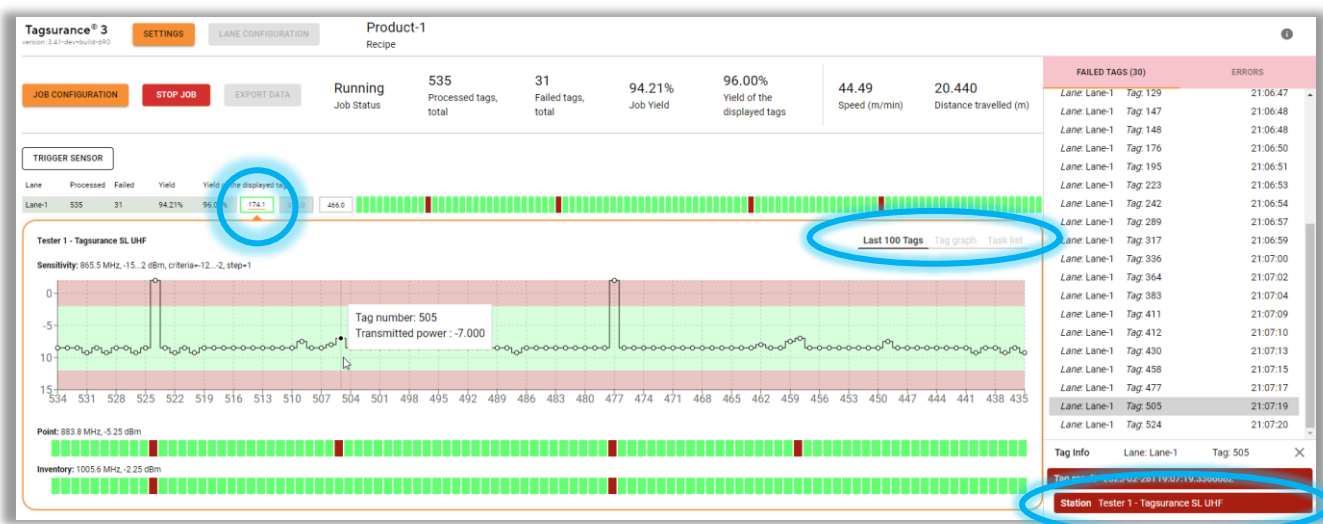 Tagsurance® 3
SETTINGS
LANE CONFIGURATION
Product-1
Recipe
JOB CONFIGURATION
STOP JOB
EXPORT DATA
Running
Job Status
535
Processed tags,
total
31
Failed tags,
total
94.21%
Job Yield
96.00%
Yield of the
displayed tags
44.49
Speed (m/min)
20.440
Distance travelled (m)
TRIGGER SENSOR
Lane Processed Failed Yield Yield of the displayed
Lane-1 535 31 94.21% 174.1 466.0
Tester 1 - Tagsurance SL UHF
Last 100 Tags Tag graph Task list
Sensitivity: 865.5 MHz, -15...2 dBm, criteria=-12...-2, step=1
0
-5
10
15
Tag number: 505
Transmitted power : -7.000
534 531 528 525 522 519 516 513 510 507 504 501 498 495 492 489 486 483 480 477 474 471 468 465 462 459 456 453 450 447 444 441 438 435
Point: 883.8 MHz, -5.25 dBm
Inventory: 1005.6 MHz, -2.25 dBm
FAILED TAGS (30) ERRORS
Lane: Lane-1 Tag: 129 21:06:47
Lane: Lane-1 Tag: 147 21:06:48
Lane: Lane-1 Tag: 148 21:06:48
Lane: Lane-1 Tag: 176 21:06:50
Lane: Lane-1 Tag: 195 21:06:51
Lane: Lane-1 Tag: 223 21:06:53
Lane: Lane-1 Tag: 242 21:06:54
Lane: Lane-1 Tag: 289 21:06:57
Lane: Lane-1 Tag: 317 21:06:59
Lane: Lane-1 Tag: 336 21:07:00
Lane: Lane-1 Tag: 364 21:07:02
Lane: Lane-1 Tag: 383 21:07:04
Lane: Lane-1 Tag: 411 21:07:09
Lane: Lane-1 Tag: 412 21:07:10
Lane: Lane-1 Tag: 430 21:07:13
Lane: Lane-1 Tag: 458 21:07:15
Lane: Lane-1 Tag: 477 21:07:17
Lane: Lane-1 Tag: 505 21:07:19
Lane: Lane-1 Tag: 524 21:07:20
Tag Info Lane: Lane-1 Tag: 505
Station Tester 1 - Tagsurance SL UHF